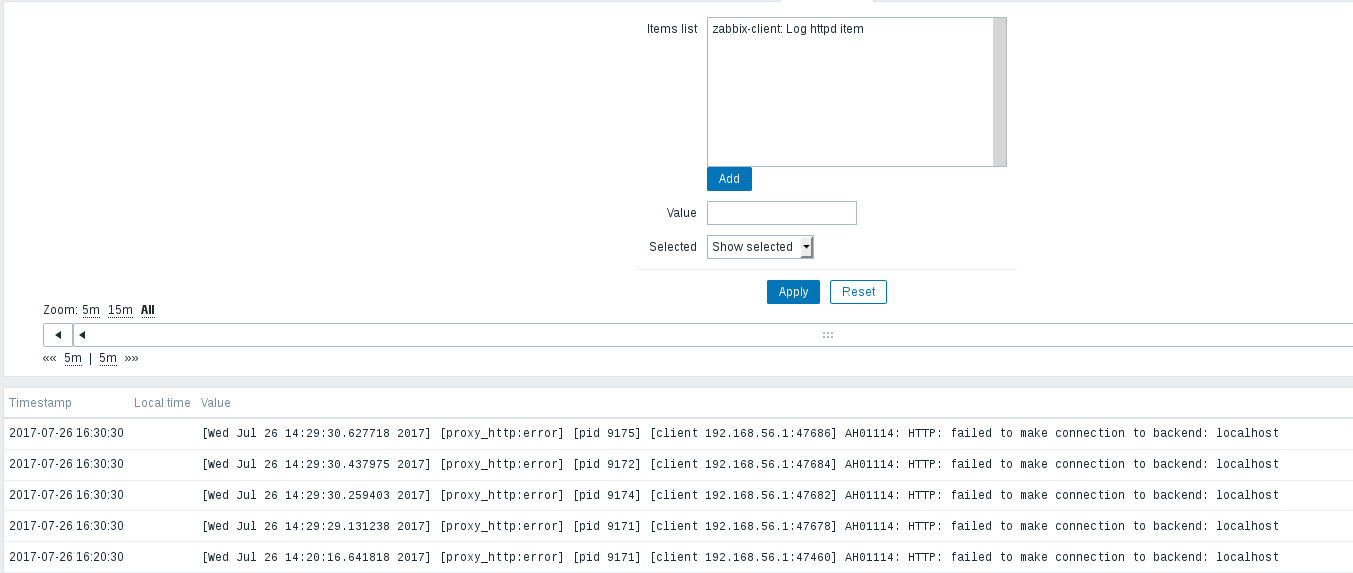 Items list
zabbix-client: Log httpd item
Add
Value
Selected Show selected
Apply Reset
Zoom: 5m 15m All
«« 5m | 5m »»
Timestamp Local time Value
2017-07-26 16:30:30 [Wed Jul 26 14:29:30.627718 2017] [proxy_http:error] [pid 9175] [client 192.168.56.1:47686] AH01114: HTTP: failed to make connection to backend: localhost
2017-07-26 16:30:30 [Wed Jul 26 14:29:30.437975 2017] [proxy_http:error] [pid 9172] [client 192.168.56.1:47684] AH01114: HTTP: failed to make connection to backend: localhost
2017-07-26 16:30:30 [Wed Jul 26 14:29:30.259403 2017] [proxy_http:error] [pid 9174] [client 192.168.56.1:47682] AH01114: HTTP: failed to make connection to backend: localhost
2017-07-26 16:30:30 [Wed Jul 26 14:29:29.131238 2017] [proxy_http:error] [pid 9171] [client 192.168.56.1:47678] AH01114: HTTP: failed to make connection to backend: localhost
2017-07-26 16:20:30 [Wed Jul 26 14:20:16.641818 2017] [proxy_http:error] [pid 9171] [client 192.168.56.1:47460] AH01114: HTTP: failed to make connection to backend: localhost